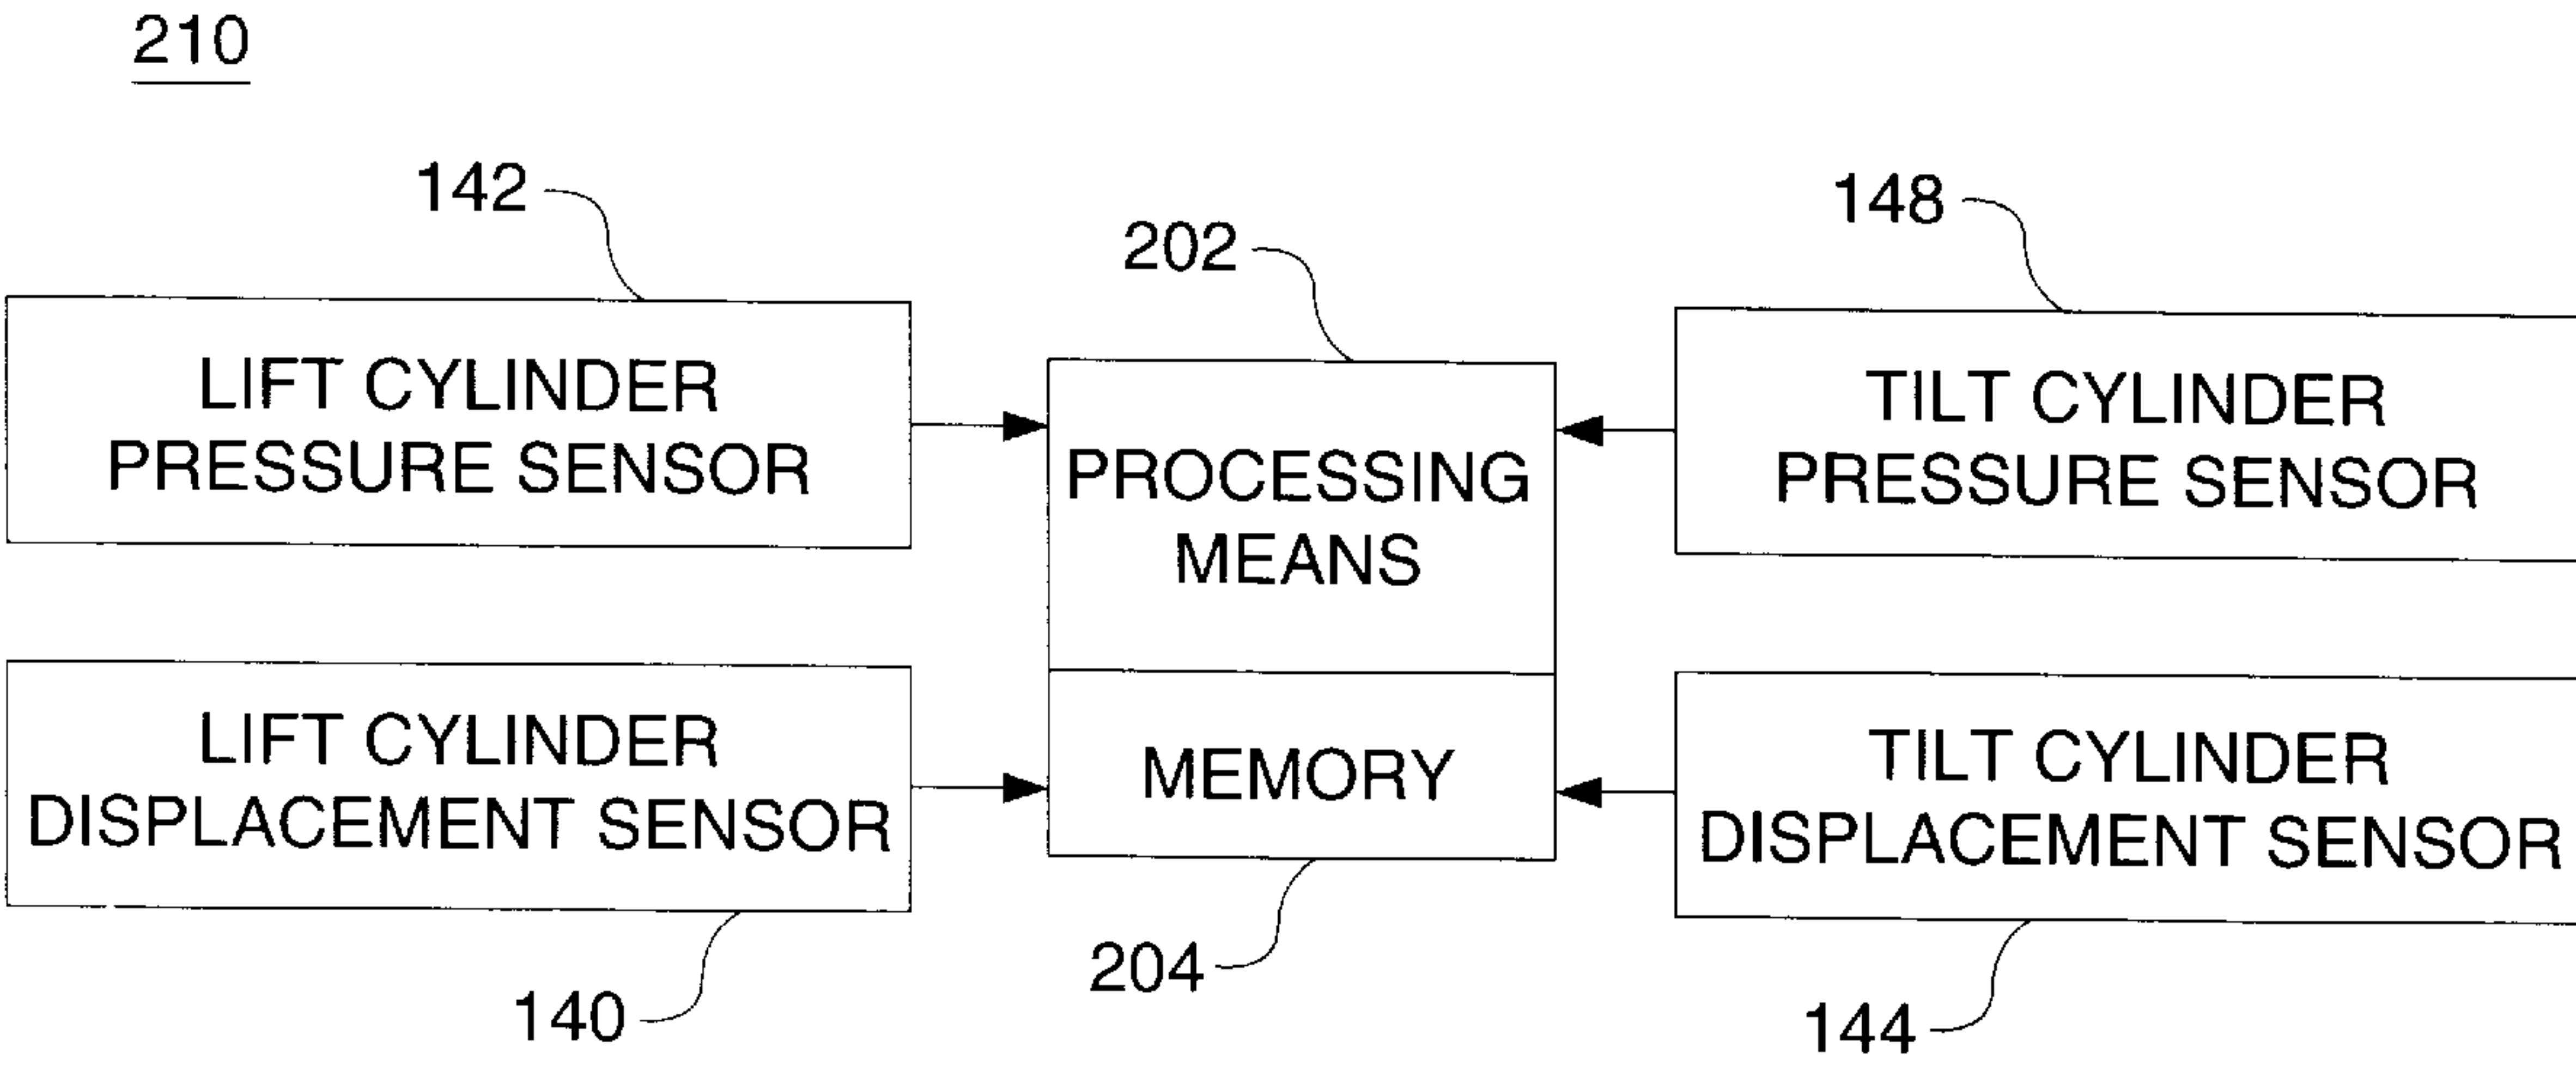 210
142
148
202
LIFT CYLINDER
PRESSURE SENSOR
TILT CYLINDER
PRESSURE SENSOR
PROCESSING
MEANS
LIFT CYLINDER
DISPLACEMENT SENSOR
MEMORY
TILT CYLINDER
DISPLACEMENT SENSOR
204
140
144